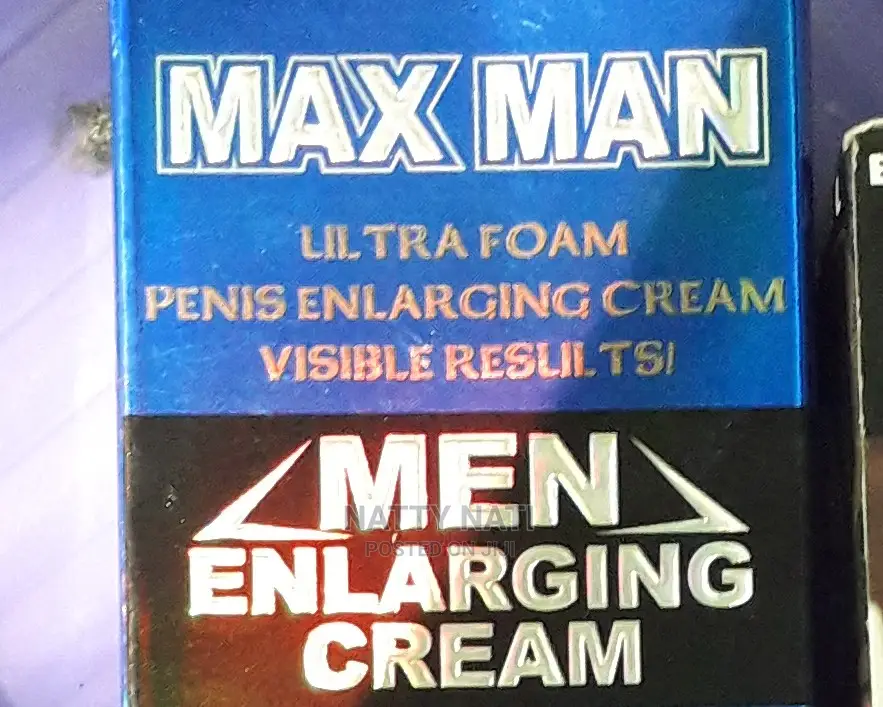 MAX MAN
ULTRA FOAM
PENIS ENLARGING CREAM
VISIBLE RESULTS!
MEN
NATTY NATI
POSTED ON JIJI
ENLARGING
CREAM
E